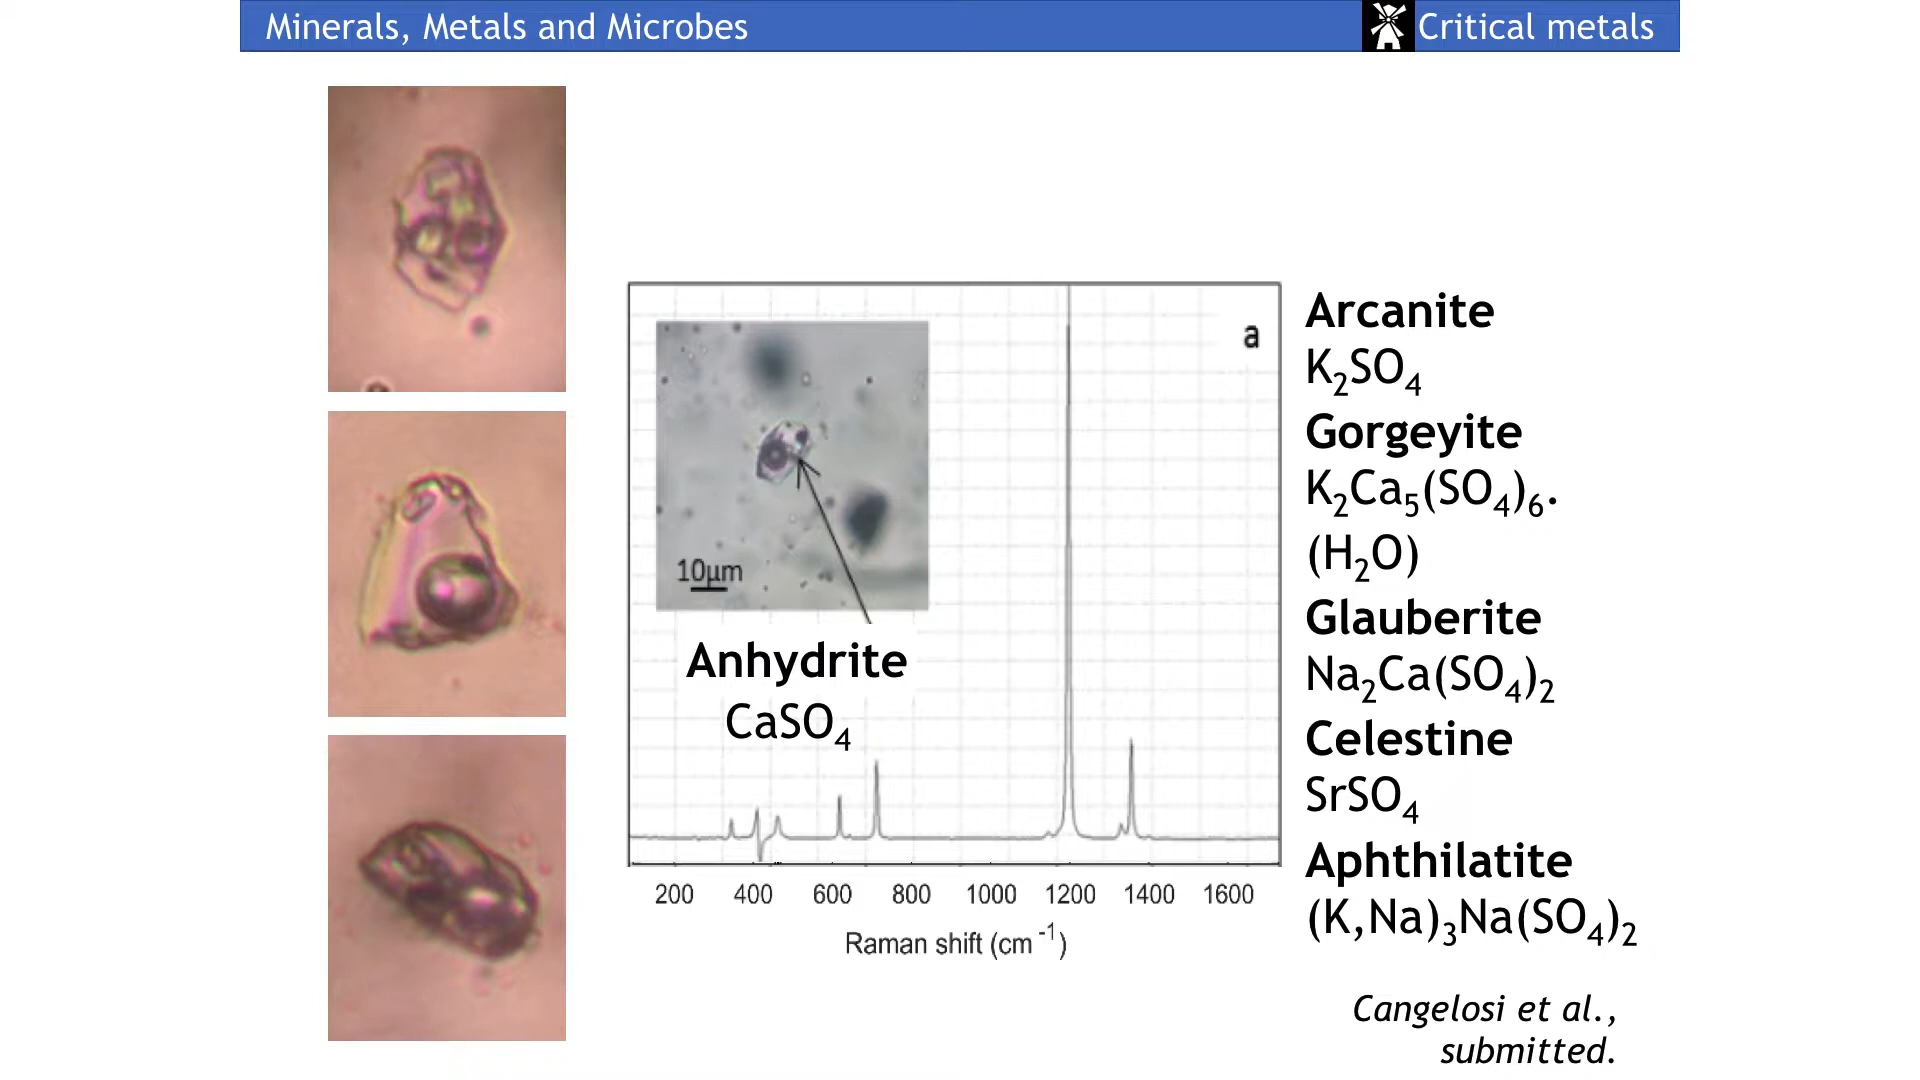 Minerals, Metals and Microbes
Critical metals
a
10µm
Anhydrite
CaSO₄
200 400 600 800 1000 1200 1400 1600
Raman shift (cm⁻¹)
Arcanite
K₂SO₄
Gorgeyite
K₂Ca₅(SO₄)₆.
(H₂O)
Glauberite
Na₂Ca(SO₄)₂
Celestine
SrSO₄
Aphthilatite
(K,Na)₃Na(SO₄)₂
Cangelosi et al.,
submitted.